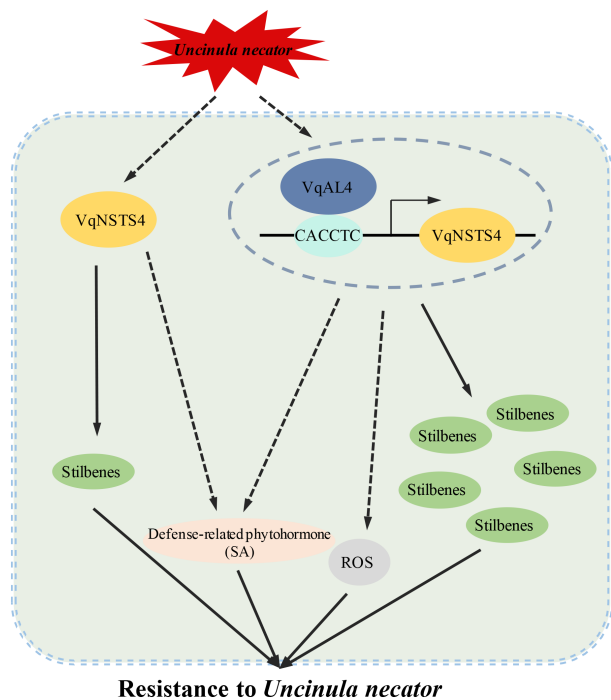 Uncinula necator
VqAL4
VqNSTS4
CACCTC
VqNSTS4
Stilbenes
Stilbenes
Stilbenes
Stilbenes
Stilbenes
Stilbenes
Defense-related phytohormone
(SA)
ROS
Resistance to Uncinula necator